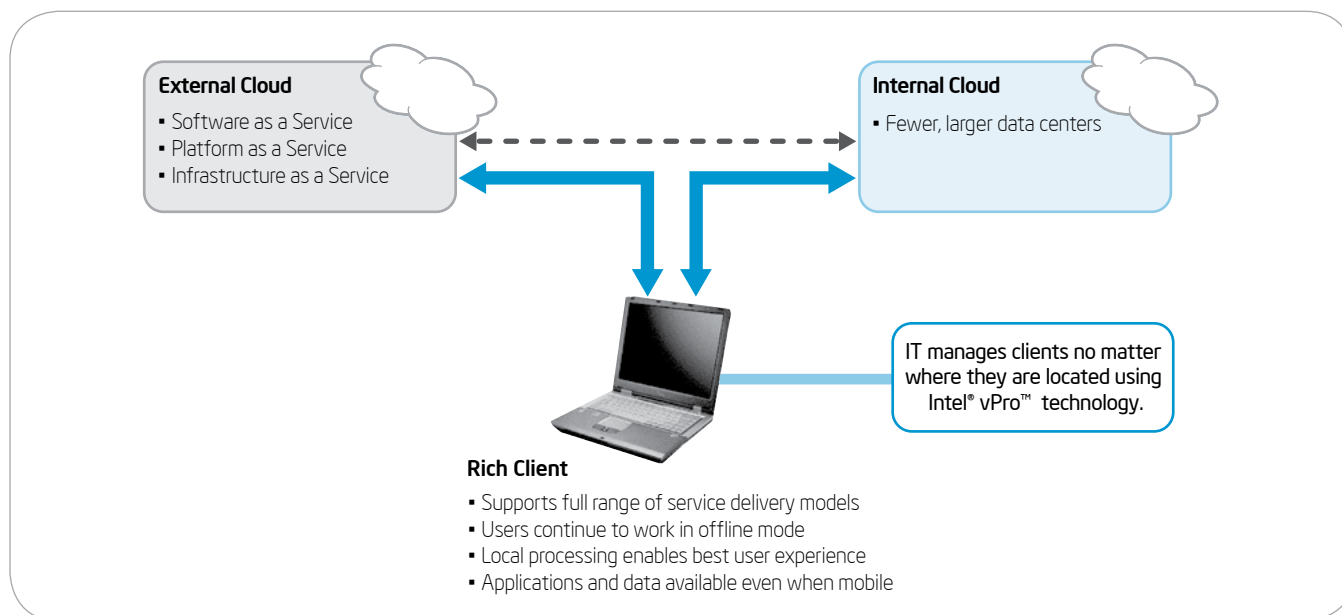 External Cloud
▪ Software as a Service
▪ Platform as a Service
▪ Infrastructure as a Service
Internal Cloud
▪ Fewer, larger data centers
IT manages clients no matter
where they are located using
Intel® vPro™ technology.
Rich Client
▪ Supports full range of service delivery models
▪ Users continue to work in offline mode
▪ Local processing enables best user experience
▪ Applications and data available even when mobile